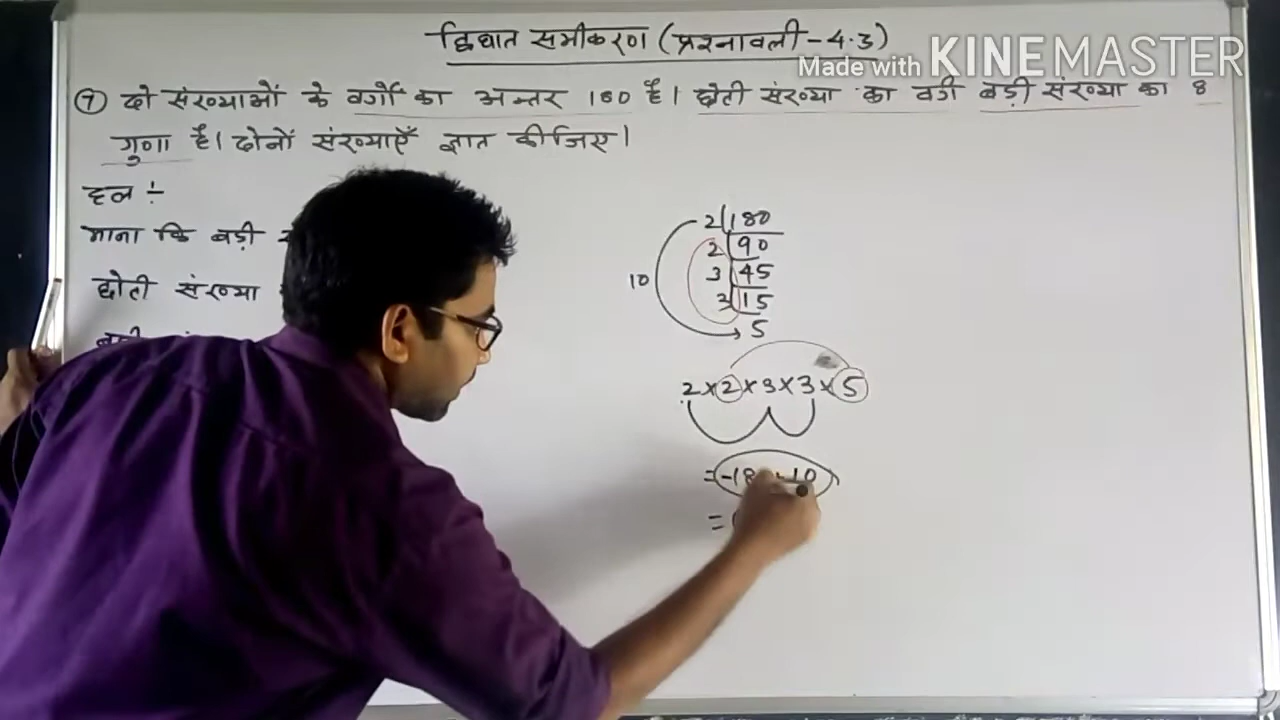 द्विघात समीकरण (प्रश्नावली-4.3)
Made with KINEMASTER
7 दो संख्याओं के वर्गों का अन्तर 180 है। छोटी संख्या का वर्ग बड़ी संख्या का 8
गुणा है। दोनों संख्याएँ ज्ञात कीजिए।
हल ÷
माना कि बड़ी
छोटी संख्या
2 180
2 90
3 45
3 15
5
10
2×2×3×3×5
= -18 10
=